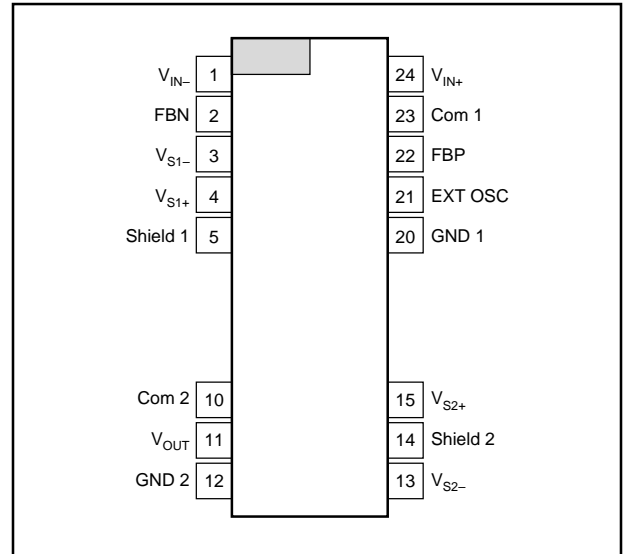 V_IN– 1 24 V_IN+
FBN 2 23 Com 1
V_S1– 3 22 FBP
V_S1+ 4 21 EXT OSC
Shield 1 5 20 GND 1
Com 2 10 15 V_S2+
V_OUT 11 14 Shield 2
GND 2 12 13 V_S2–